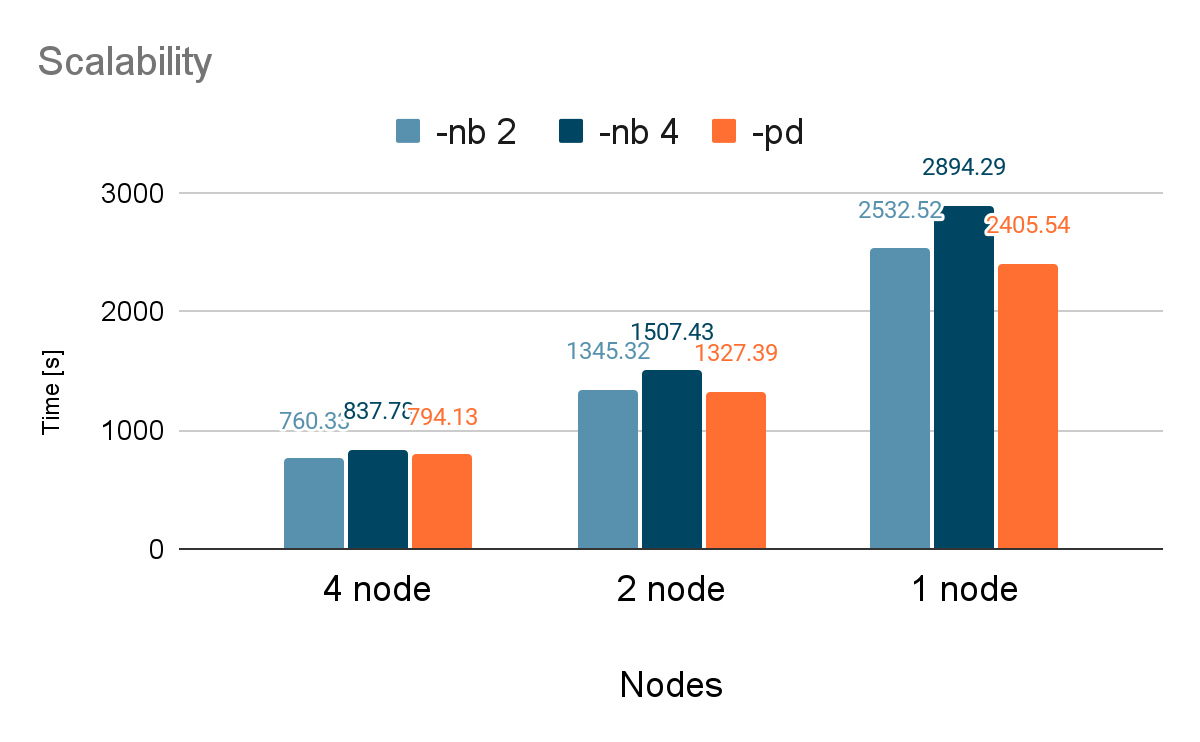 Scalability
-nb 2 -nb 4 -pd
2894.29
3000
2532.52
2405.54
2000
1507.43
1345.32
1327.39
Time [s]
837.78
794.13
760.33
1000
0
4 node 2 node 1 node
Nodes